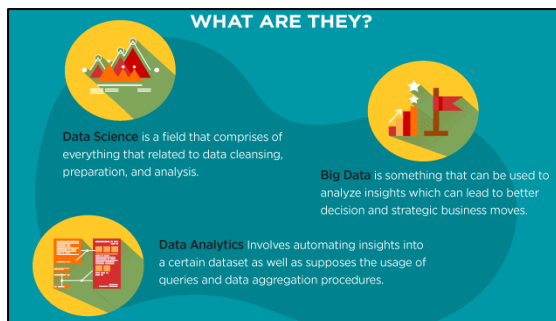 WHAT ARE THEY?
Data Science is a field that comprises of
everything that related to data cleansing,
preparation, and analysis.
Big Data is something that can be used to
analyze insights which can lead to better
decision and strategic business moves.
Data Analytics Involves automating insights into
a certain dataset as well as supposes the usage of
queries and data aggregation procedures.